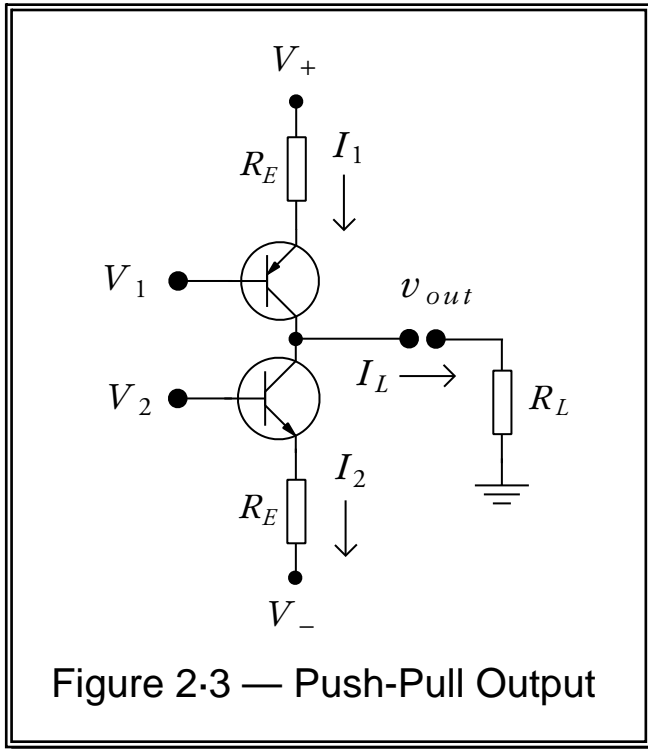 V+
RE
I1
V1
vout
IL
V2
RL
I2
RE
V−
Figure 2·3 — Push-Pull Output